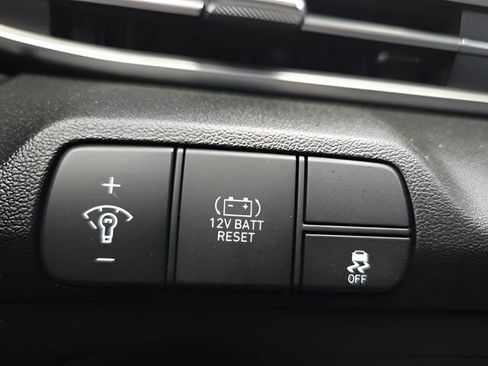 +
12V BATT
RESET
−
OFF